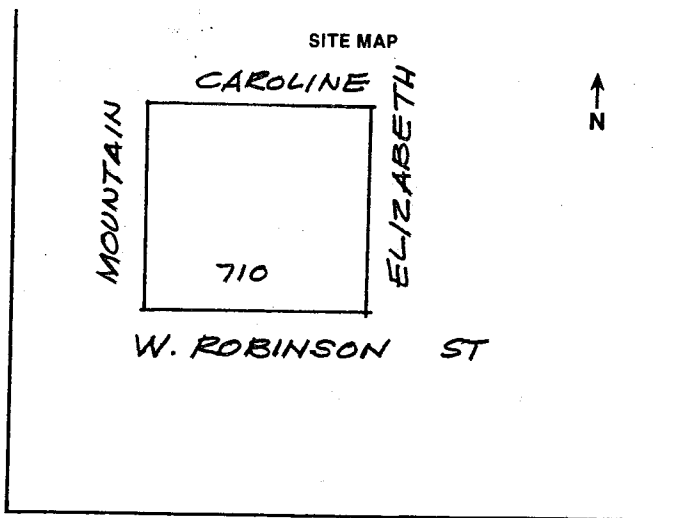 SITE MAP
CAROLINE
MOUNTAIN
ELIZABETH
N
710
W. ROBINSON ST